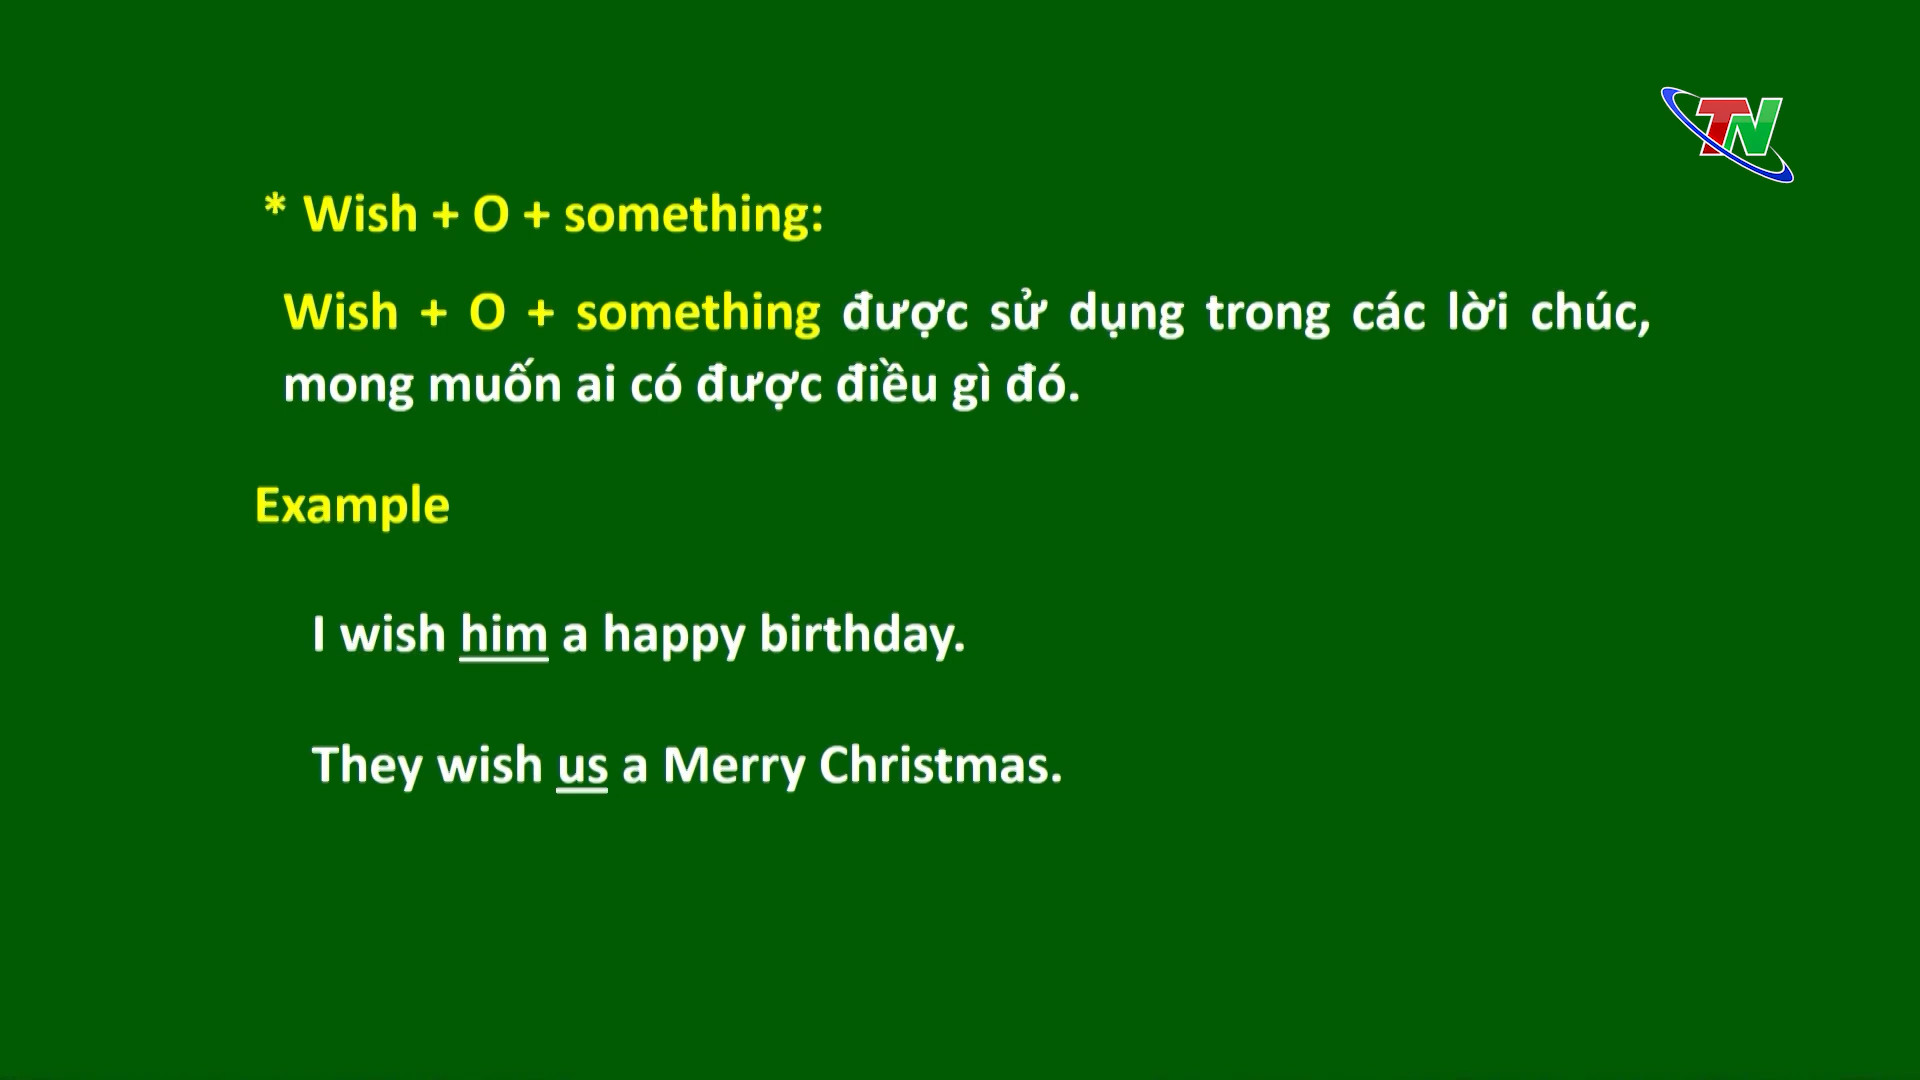 TN
* Wish + O + something:
Wish + O + something được sử dụng trong các lời chúc,
mong muốn ai có được điều gì đó.
Example
I wish him a happy birthday.
They wish us a Merry Christmas.